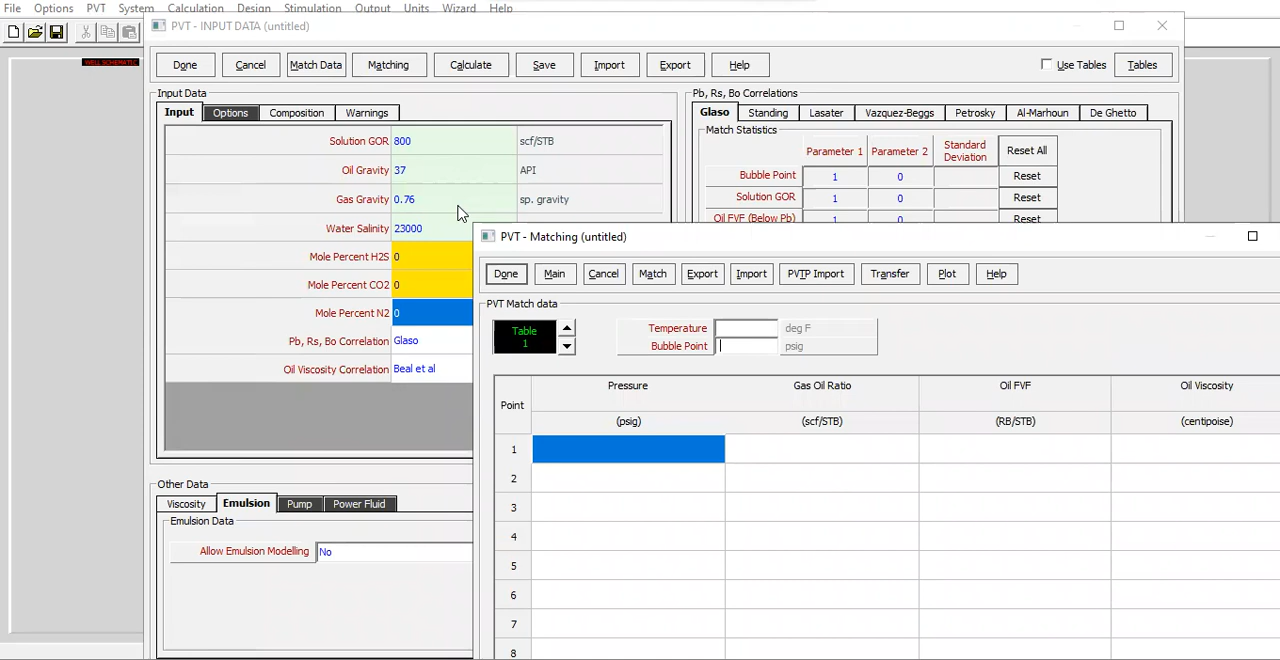 File Options PVT System Calculation Design Stimulation Output Units Wizard Help
PVT - INPUT DATA (untitled)
WELL SCHEMATIC
Done Cancel Match Data Matching Calculate Save Import Export Help Use Tables Tables
Input Data
Input Options Composition Warnings
Solution GOR 800 scf/STB
Oil Gravity 37 API
Gas Gravity 0.76 sp. gravity
Water Salinity 23000
Mole Percent H2S 0
Mole Percent CO2 0
Mole Percent N2 0
Pb, Rs, Bo Correlation Glaso
Oil Viscosity Correlation Beal et al
Pb, Rs, Bo Correlations
Glaso Standing Lasater Vazquez-Beggs Petrosky Al-Marhoun De Ghetto
Match Statistics
Parameter 1 Parameter 2 Standard Deviation Reset All
Bubble Point 1 0 Reset
Solution GOR 1 0 Reset
Oil FVF (Below Pb) 1 0 Reset
Other Data
Viscosity Emulsion Pump Power Fluid
Emulsion Data
Allow Emulsion Modelling No
PVT - Matching (untitled)
Done Main Cancel Match Export Import PVTP Import Transfer Plot Help
PVT Match data
Table
1
Temperature deg F
Bubble Point psig
Point Pressure Gas Oil Ratio Oil FVF Oil Viscosity
(psig) (scf/STB) (RB/STB) (centipoise)
1
2
3
4
5
6
7
8